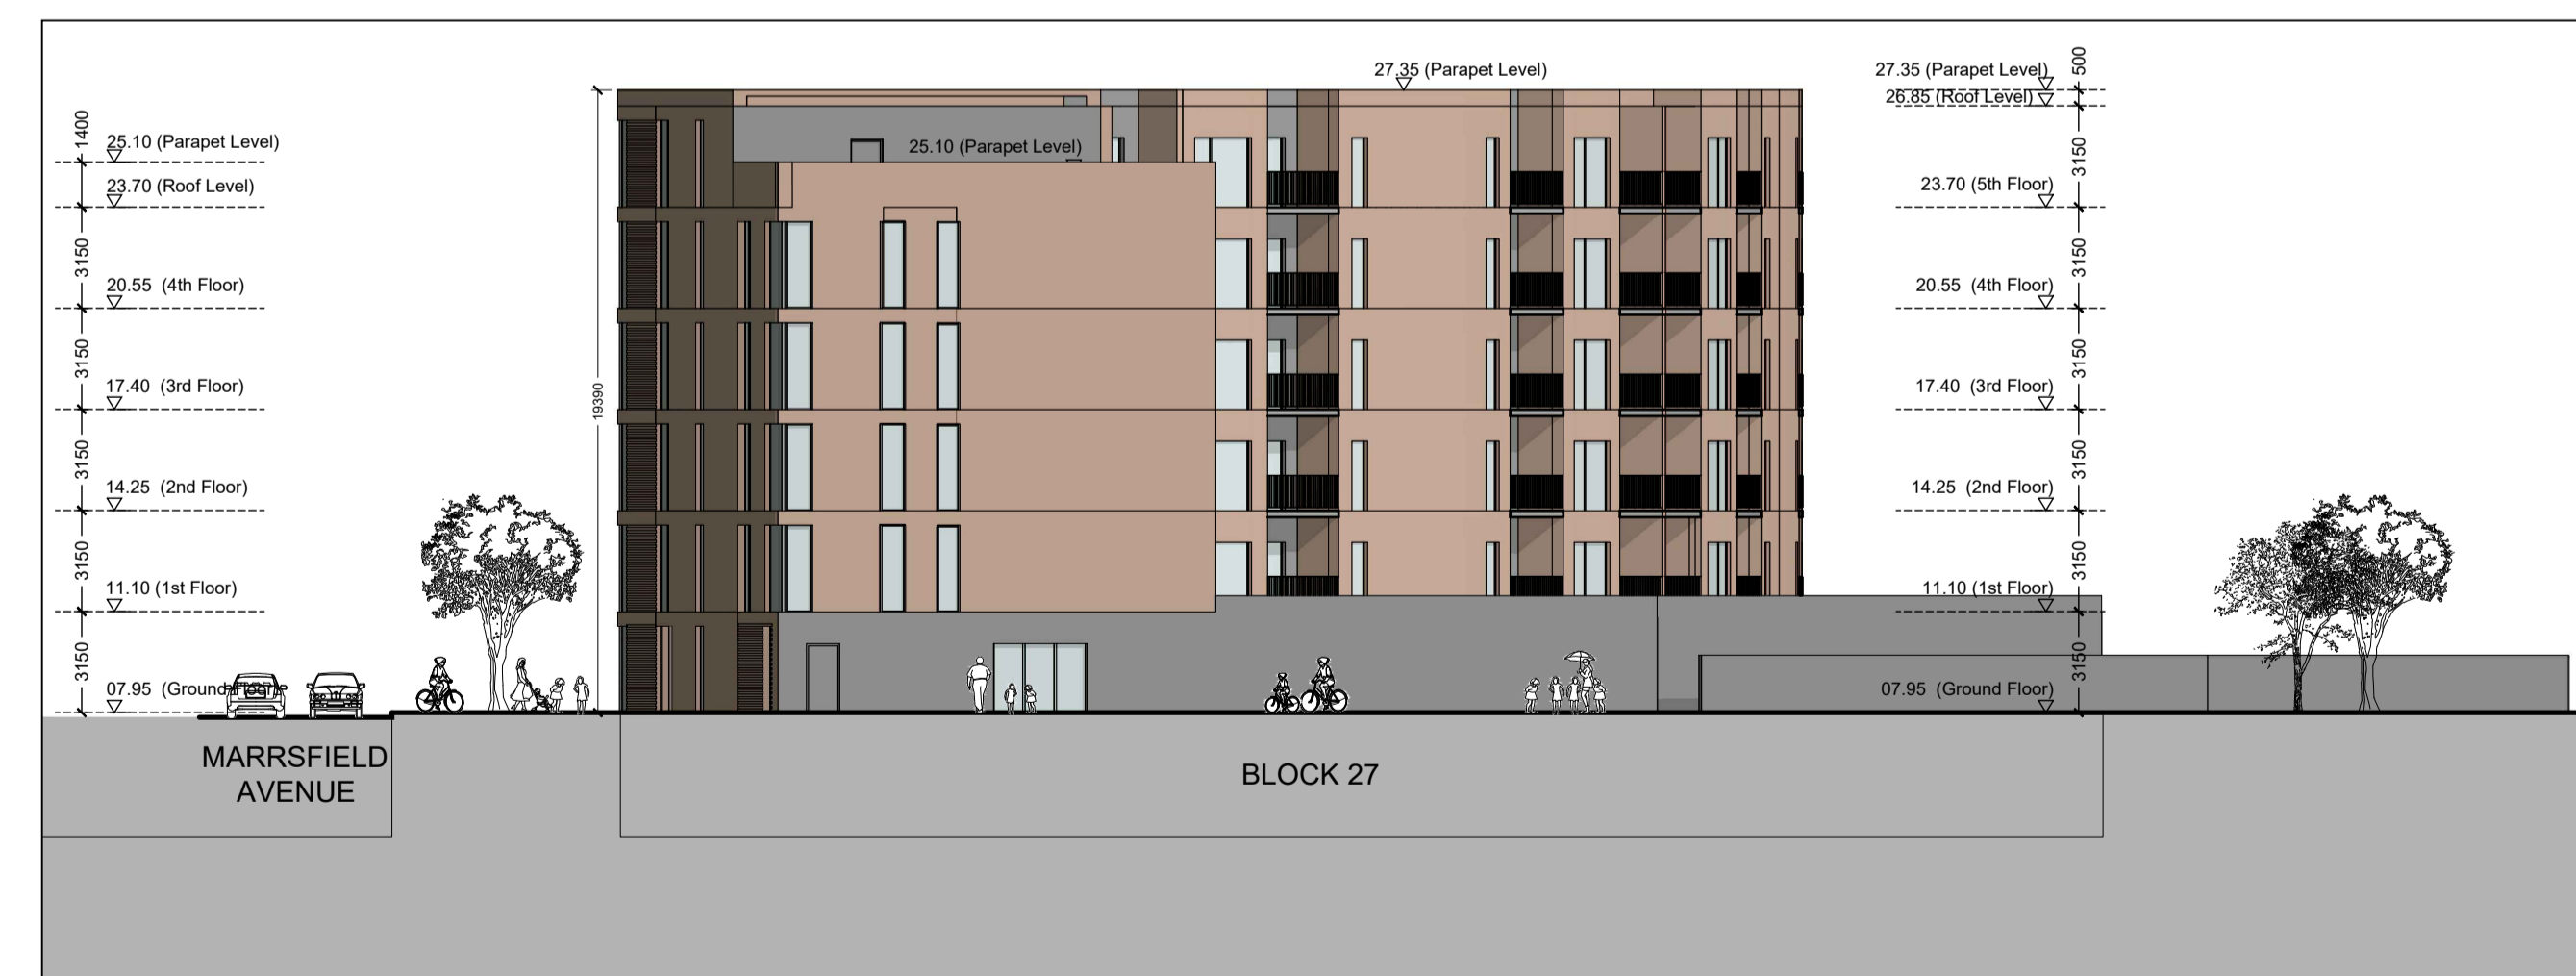 27.35 (Parapet Level)
25.10 (Parapet Level)
1400
25.10 (Parapet Level)
23.70 (Roof Level)
3150
20.55 (4th Floor)
3150
17.40 (3rd Floor)
3150
14.25 (2nd Floor)
3150
11.10 (1st Floor)
3150
07.95 (Ground Floor)
19390
27.35 (Parapet Level)
500
26.85 (Roof Level)
3150
23.70 (5th Floor)
3150
20.55 (4th Floor)
3150
17.40 (3rd Floor)
3150
14.25 (2nd Floor)
3150
11.10 (1st Floor)
3150
07.95 (Ground Floor)
MARRSFIELD
AVENUE
BLOCK 27